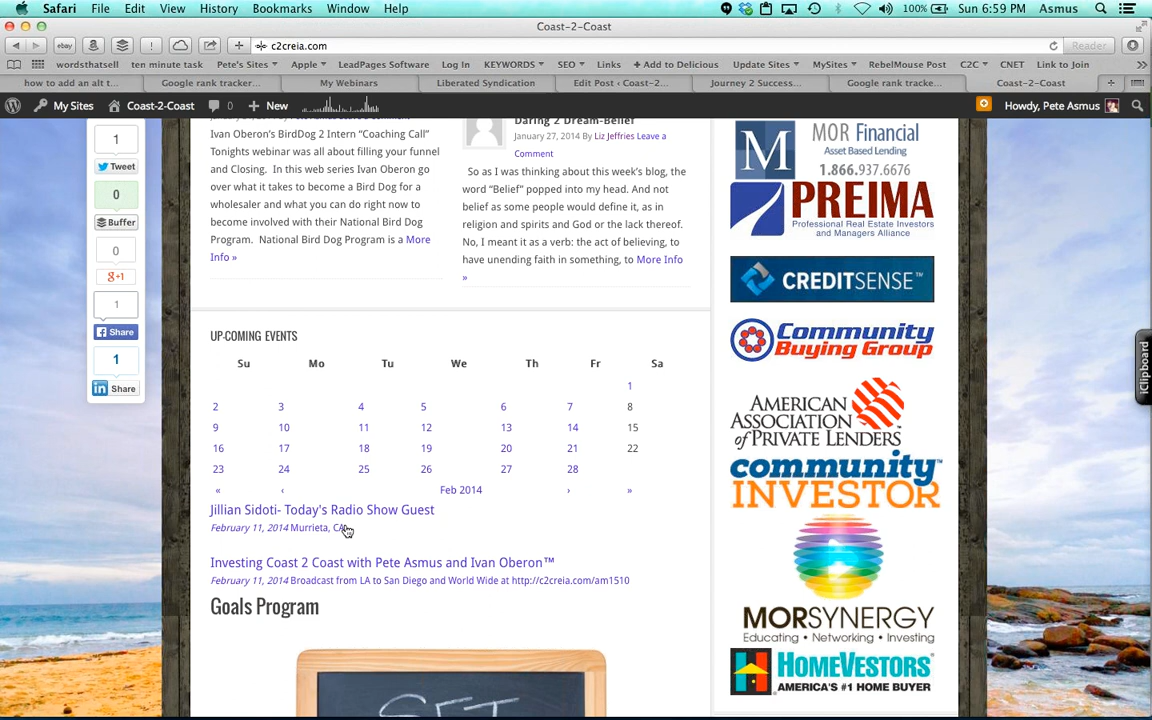 Safari File Edit View History Bookmarks Window Help 100% Sun 6:59 PM Asmus
Coast-2-Coast
ebay a ! + c2creia.com Reader
wordsthatsell ten minute task Pete's Sites Apple LeadPages Software Log In KEYWORDS SEO Links + Add to Delicious Update Sites MySites RebelMouse Post C2C CNET Link to Join
how to add an alt t... Google rank tracker... My Webinars Liberated Syndication Edit Post ‹ Coast-2... Journey 2 Success... Google rank tracke... Coast-2-Coast +
My Sites Coast-2-Coast 0 + New Howdy, Pete Asmus
1
Tweet
0
Buffer
0
g+1
1
Share
1
in Share
Ivan Oberon's BirdDog 2 Intern “Coaching Call”
Tonights webinar was all about filling your funnel
and Closing. In this web series Ivan Oberon go
over what it takes to become a Bird Dog for a
wholesaler and what you can do right now to
become involved with their National Bird Dog
Program. National Bird Dog Program is a More
Info »
Daring 2 Dream-Belief
January 27, 2014 By Liz Jeffries Leave a
Comment
So as I was thinking about this week's blog, the
word “Belief” popped into my head. And not
belief as some people would define it, as in
religion and spirits and God or the lack thereof.
No, I meant it as a verb: the act of believing, to
have unending faith in something, to More Info
»
UP-COMING EVENTS
Su Mo Tu We Th Fr Sa
1
2 3 4 5 6 7 8
9 10 11 12 13 14 15
16 17 18 19 20 21 22
23 24 25 26 27 28
« ‹ Feb 2014 › »
Jillian Sidoti- Today's Radio Show Guest
February 11, 2014 Murrieta, CA
Investing Coast 2 Coast with Pete Asmus and Ivan Oberon™
February 11, 2014 Broadcast from LA to San Diego and World Wide at http://c2creia.com/am1510
Goals Program
SET
M MOR Financial
Asset Based Lending
1.866.937.6676
PREIMA
Professional Real Estate Investors
and Managers Alliance
CREDITSENSE™
Community
Buying Group
AMERICAN
ASSOCIATION
of PRIVATE LENDERS
community™
INVESTOR
MORSYNERGY
Educating • Networking • Investing
HOMEVESTORS®
AMERICA'S #1 HOME BUYER
iClipboard